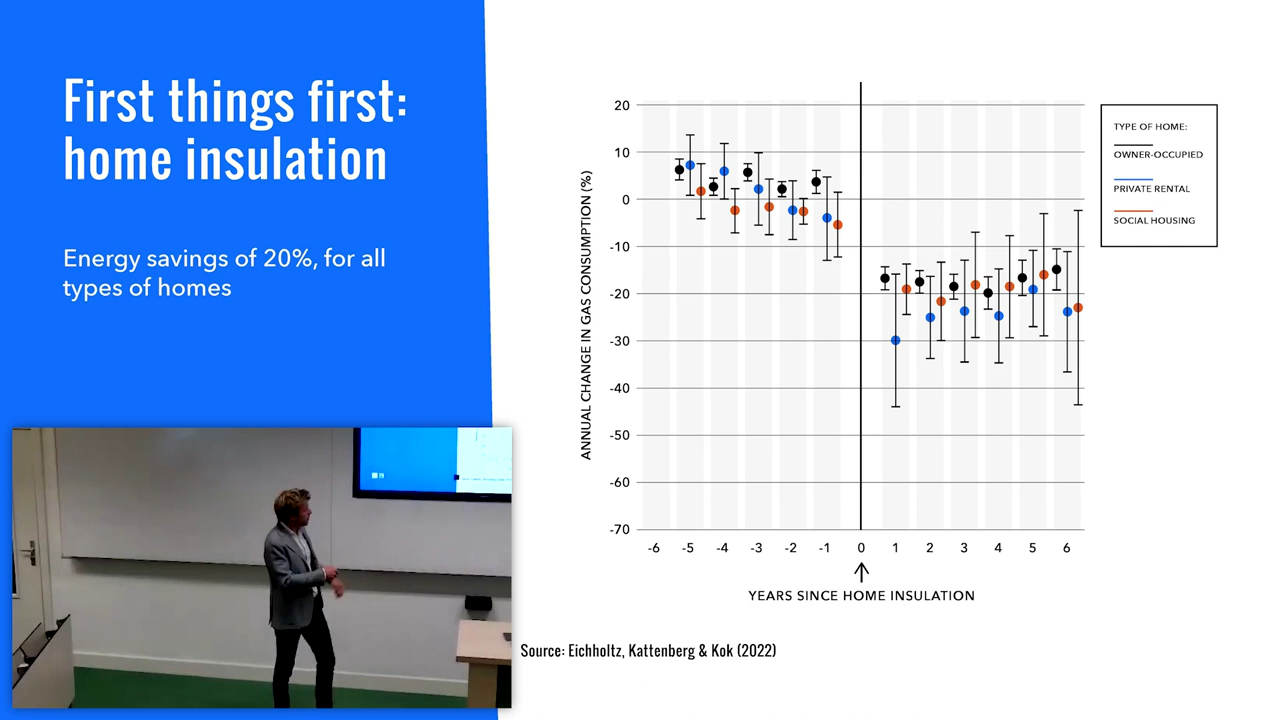 First things first:
home insulation
Energy savings of 20%, for all
types of homes
ANNUAL CHANGE IN GAS CONSUMPTION (%)
20
10
0
-10
-20
-30
-40
-50
-60
-70
-6 -5 -4 -3 -2 -1 0 1 2 3 4 5 6
YEARS SINCE HOME INSULATION
TYPE OF HOME:
OWNER-OCCUPIED
PRIVATE RENTAL
SOCIAL HOUSING
Source: Eichholtz, Kattenberg & Kok (2022)